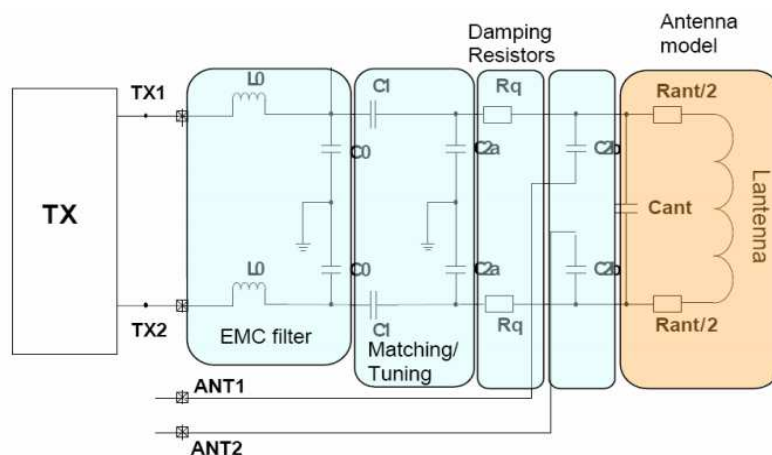 Damping
Resistors
Antenna
model
TX1
L0
C1
Rq
Rant/2
C0
C2a
C2b
TX
Cant
Lantenna
L0
C0
C2a
C2b
TX2
C1
Rq
Rant/2
EMC filter
Matching/
Tuning
ANT1
ANT2